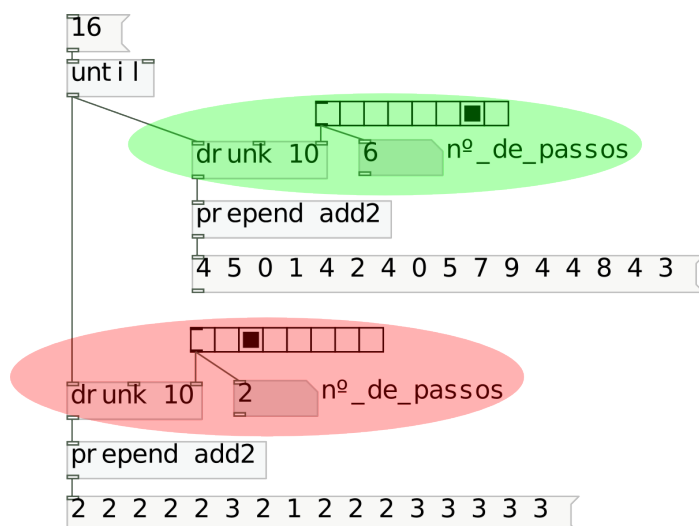 16
until
drunk 10
6
nº_de_passos
prepend add2
4 5 0 1 4 2 4 0 5 7 9 4 4 8 4 3
drunk 10
2
nº_de_passos
prepend add2
2 2 2 2 2 3 2 1 2 2 2 3 3 3 3 3